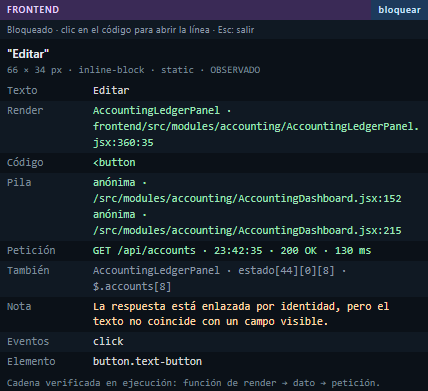 FRONTEND bloquear
Bloqueado · clic en el código para abrir la línea · Esc: salir
"Editar"
66 × 34 px · inline-block · static · OBSERVADO
Texto Editar
Render AccountingLedgerPanel ·
frontend/src/modules/accounting/AccountingLedgerPanel.
jsx:360:35
Código <button
Pila anónima ·
/src/modules/accounting/AccountingDashboard.jsx:152
anónima ·
/src/modules/accounting/AccountingDashboard.jsx:215
Petición GET /api/accounts · 23:42:35 · 200 OK · 130 ms
También AccountingLedgerPanel · estado[44][0][8] ·
$.accounts[8]
Nota La respuesta está enlazada por identidad, pero el
texto no coincide con un campo visible.
Eventos click
Elemento button.text-button
Cadena verificada en ejecución: función de render → dato → petición.